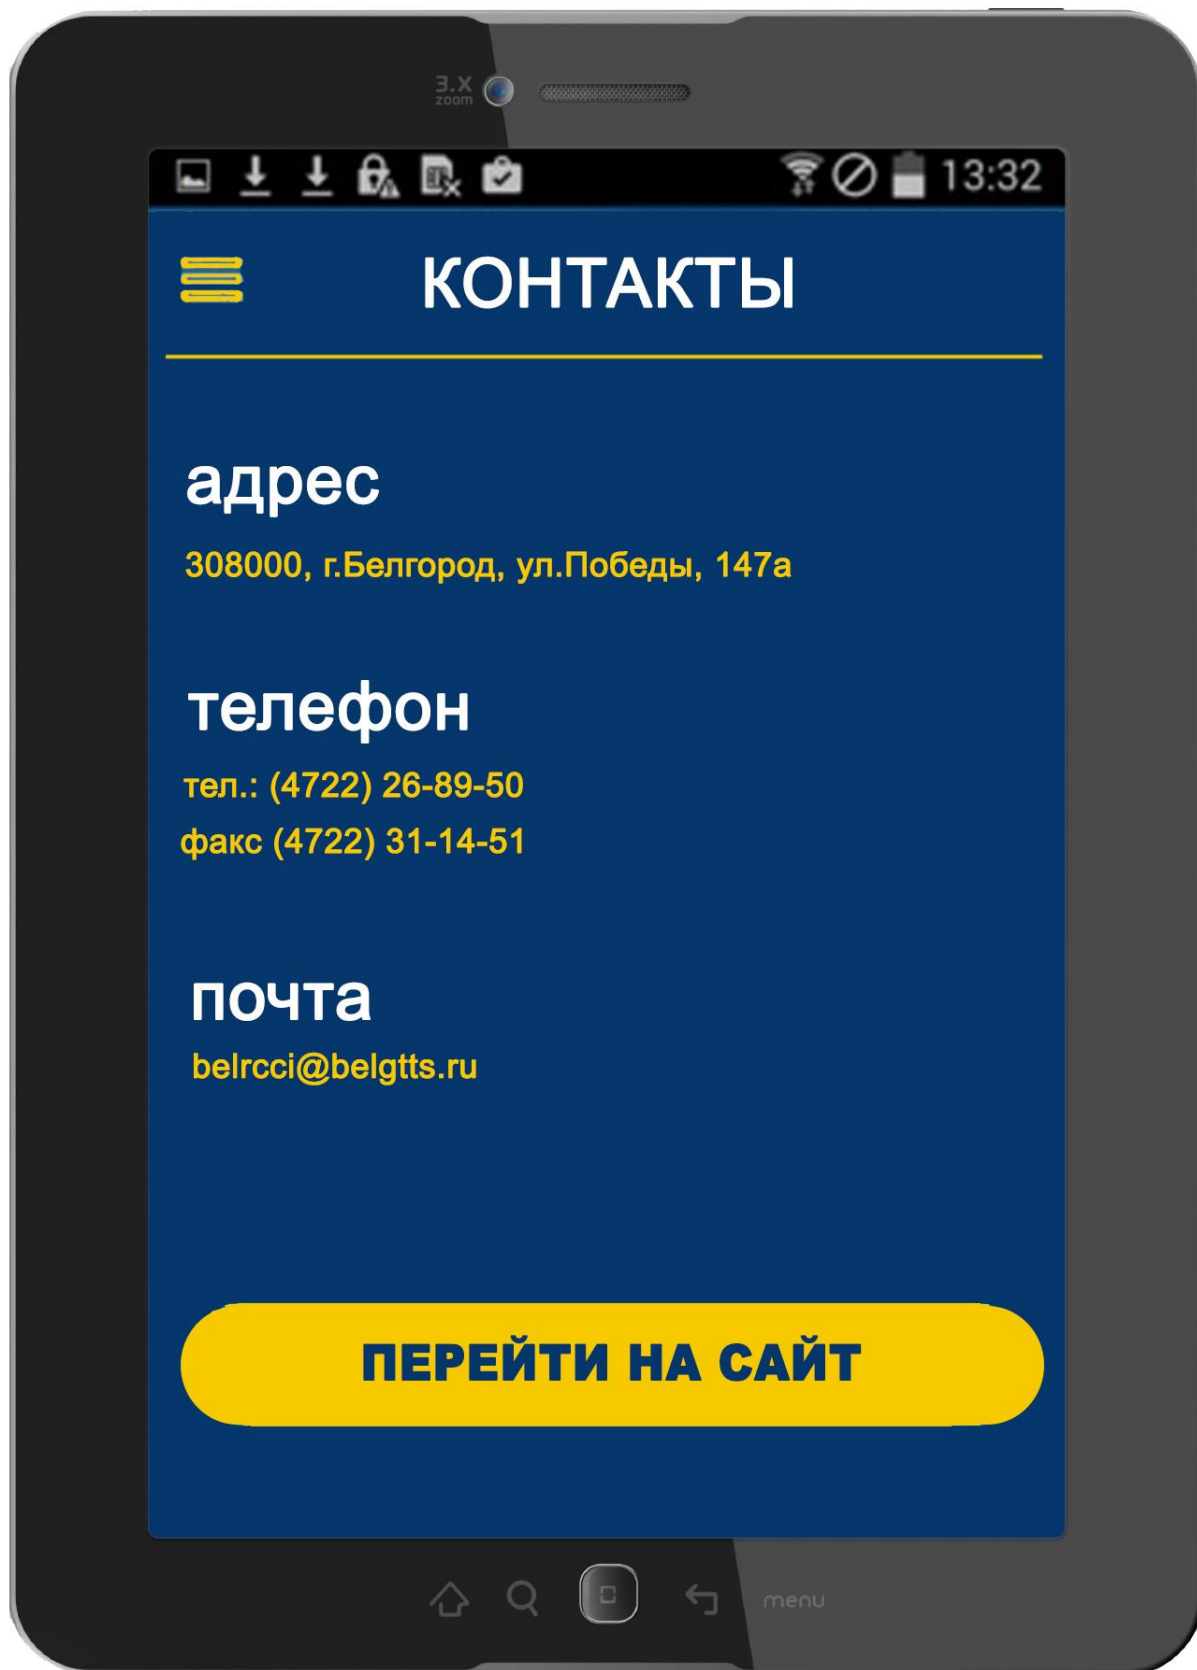 3.X
zoom
13:32
КОНТАКТЫ
адрес
308000, г.Белгород, ул.Победы, 147а
телефон
тел.: (4722) 26-89-50
факс (4722) 31-14-51
почта
belrcci@belgtts.ru
ПЕРЕЙТИ НА САЙТ
menu